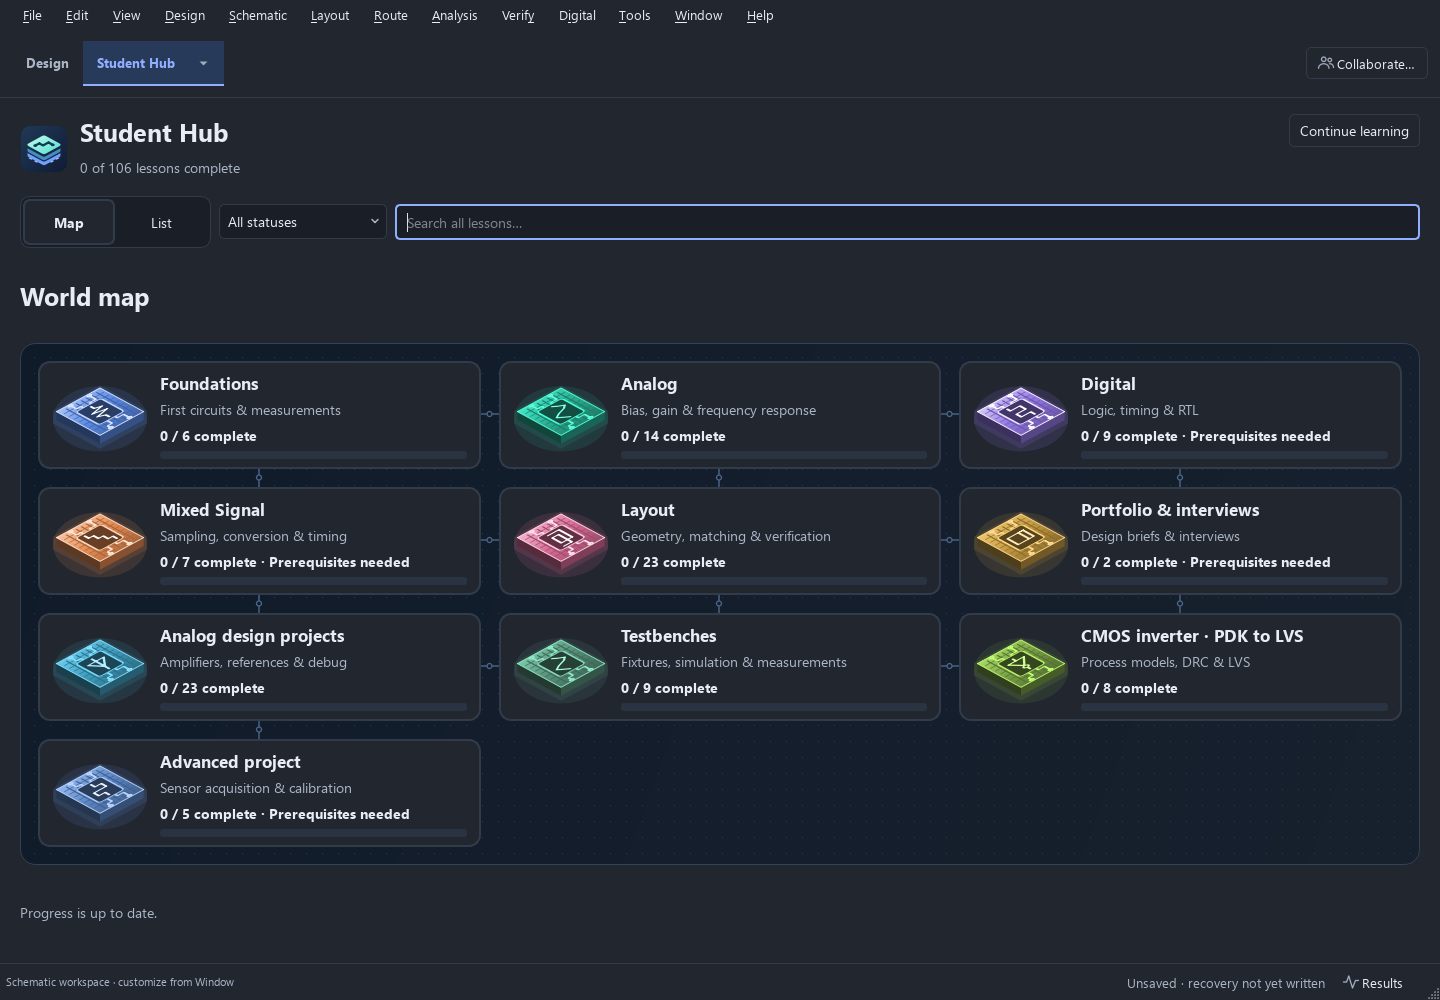 File Edit View Design Schematic Layout Route Analysis Verify Digital Tools Window Help
Design
Student Hub
Collaborate...
Student Hub
0 of 106 lessons complete
Continue learning
Map
List
All statuses
Search all lessons...
World map
Foundations
First circuits & measurements
0 / 6 complete
Analog
Bias, gain & frequency response
0 / 14 complete
Digital
Logic, timing & RTL
0 / 9 complete · Prerequisites needed
Mixed Signal
Sampling, conversion & timing
0 / 7 complete · Prerequisites needed
Layout
Geometry, matching & verification
0 / 23 complete
Portfolio & interviews
Design briefs & interviews
0 / 2 complete · Prerequisites needed
Analog design projects
Amplifiers, references & debug
0 / 23 complete
Testbenches
Fixtures, simulation & measurements
0 / 9 complete
CMOS inverter · PDK to LVS
Process models, DRC & LVS
0 / 8 complete
Advanced project
Sensor acquisition & calibration
0 / 5 complete · Prerequisites needed
Progress is up to date.
Schematic workspace · customize from Window
Unsaved · recovery not yet written
Results